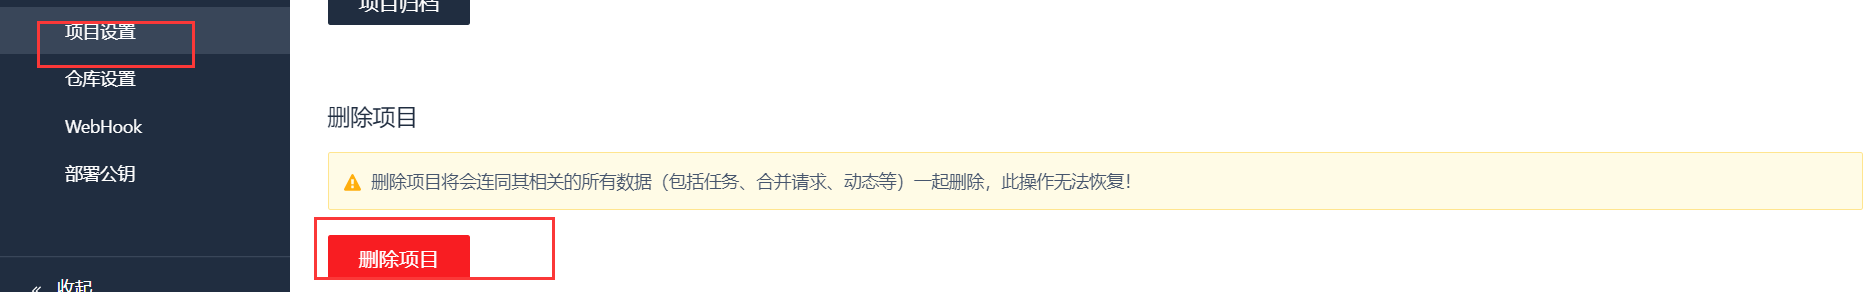 项目设置
仓库设置
WebHook
部署公钥
« 收起
项目归档
删除项目
删除项目将会连同其相关的所有数据（包括任务、合并请求、动态等）一起删除，此操作无法恢复！
删除项目